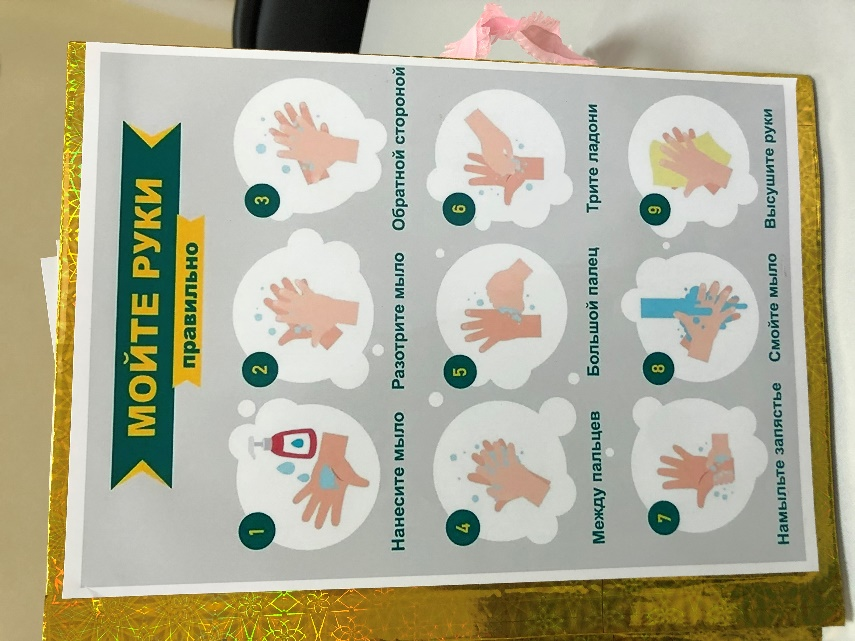 МОЙТЕ РУКИ
правильно
1
Нанесите мыло
2
Разотрите мыло
3
Обратной стороной
4
Между пальцев
5
Большой палец
6
Трите ладони
7
Намыльте запястье
8
Смойте мыло
9
Высушите руки